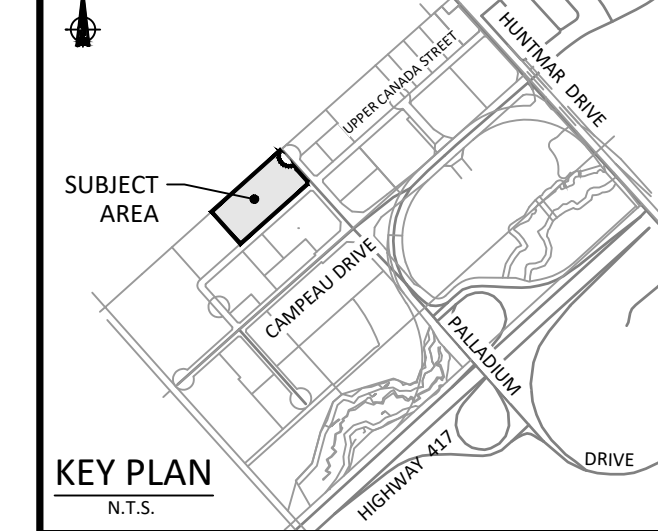 HUNTMAR DRIVE
UPPER CANADA STREET
SUBJECT
AREA
CAMPEAU DRIVE
PALLADIUM
DRIVE
HIGHWAY 417
KEY PLAN
N.T.S.